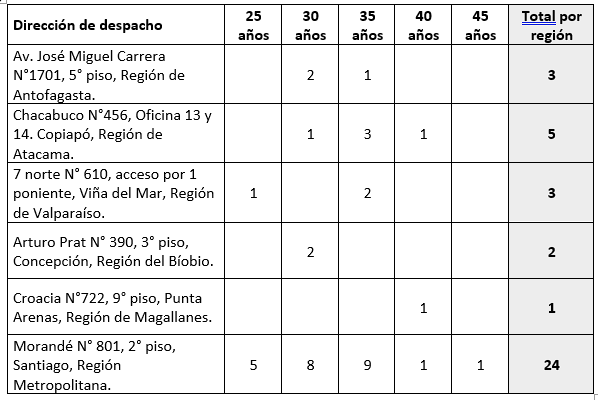 Dirección de despacho 25 años 30 años 35 años 40 años 45 años Total por región
Av. José Miguel Carrera
N°1701, 5° piso, Región de
Antofagasta.
2 1 3
Chacabuco N°456, Oficina 13 y
14. Copiapó, Región de
Atacama.
1 3 1 5
7 norte N° 610, acceso por 1
poniente, Viña del Mar, Región
de Valparaíso.
1 2 3
Arturo Prat N° 390, 3° piso,
Concepción, Región del Bíobio.
2 2
Croacia N°722, 9° piso, Punta
Arenas, Región de Magallanes.
1 1
Morandé N° 801, 2° piso,
Santiago, Región
Metropolitana.
5 8 9 1 1 24